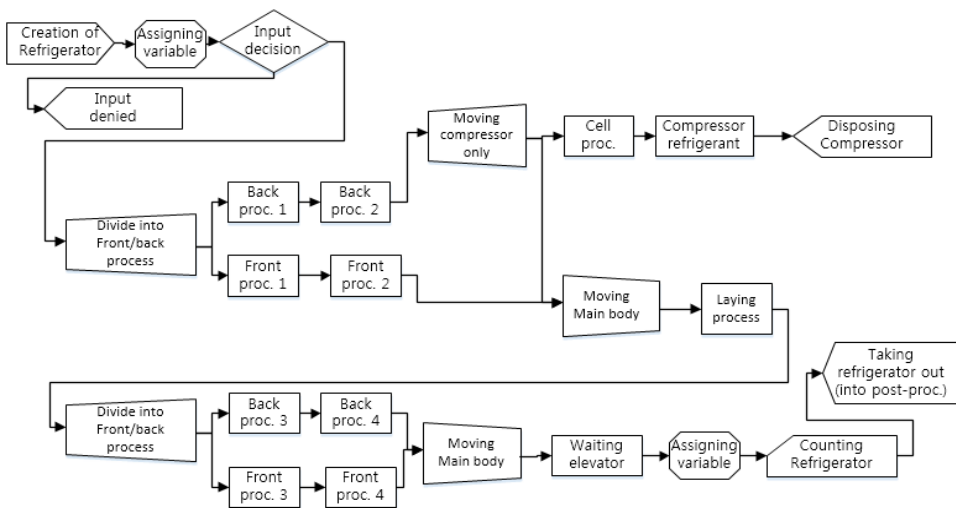 Creation of
Refrigerator
Assigning
variable
Input
decision
Input
denied
Moving
compressor
only
Cell
proc.
Compressor
refrigerant
Disposing
Compressor
Divide into
Front/back
process
Back
proc. 1
Back
proc. 2
Front
proc. 1
Front
proc. 2
Moving
Main body
Laying
process
Taking
refrigerator out
(into post-proc.)
Divide into
Front/back
process
Back
proc. 3
Back
proc. 4
Front
proc. 3
Front
proc. 4
Moving
Main body
Waiting
elevator
Assigning
variable
Counting
Refrigerator